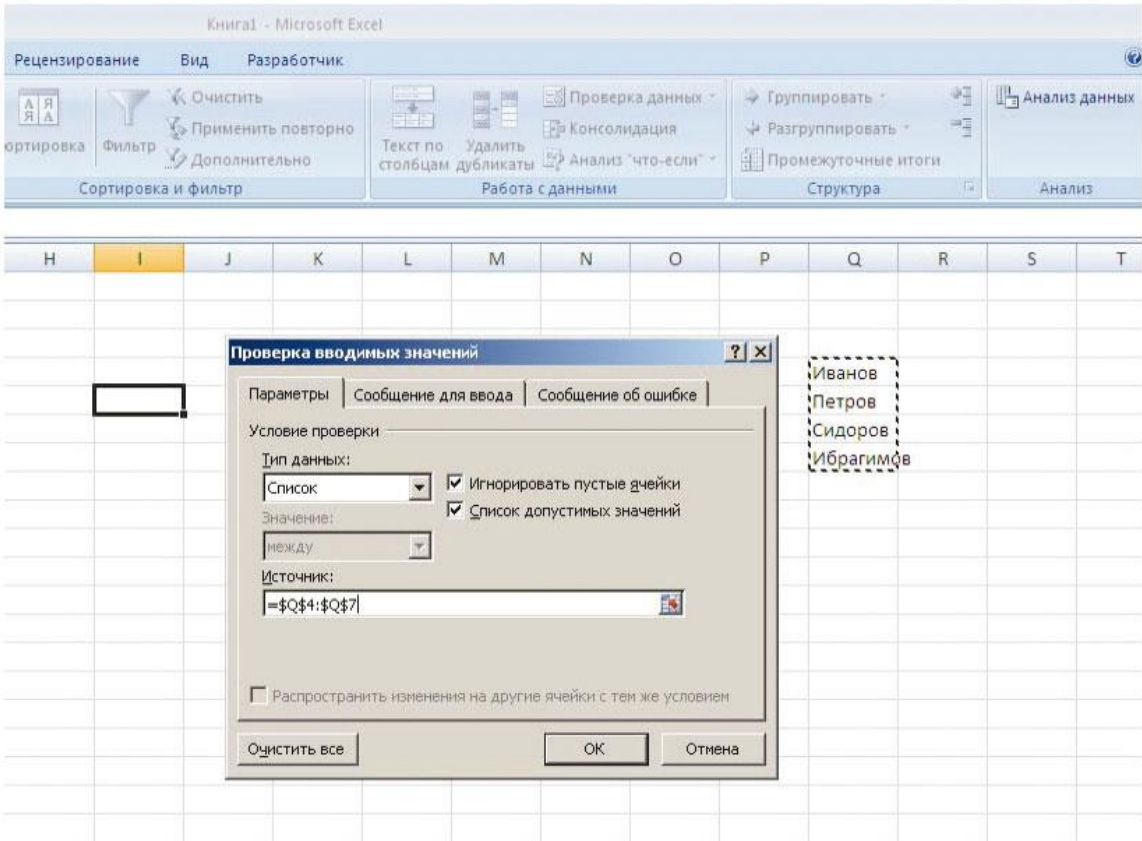 Книга1 - Microsoft Excel
Рецензирование Вид Разработчик
А Я Очистить Проверка данных Группировать Анализ данных
Я А Применить повторно Консолидация Разгруппировать
ортировка Фильтр Дополнительно Текст по столбцам Удалить дубликаты Анализ "что-если" Промежуточные итоги
Сортировка и фильтр Работа с данными Структура Анализ
H I J K L M N O P Q R S T
Проверка вводимых значений ? X
Параметры Сообщение для ввода Сообщение об ошибке
Условие проверки
Тип данных:
Список Игнорировать пустые ячейки
Значение: Список допустимых значений
между
Источник:
=$Q$4:$Q$7
Распространить изменения на другие ячейки с тем же условием
Очистить все OK Отмена
Иванов
Петров
Сидоров
Ибрагимов